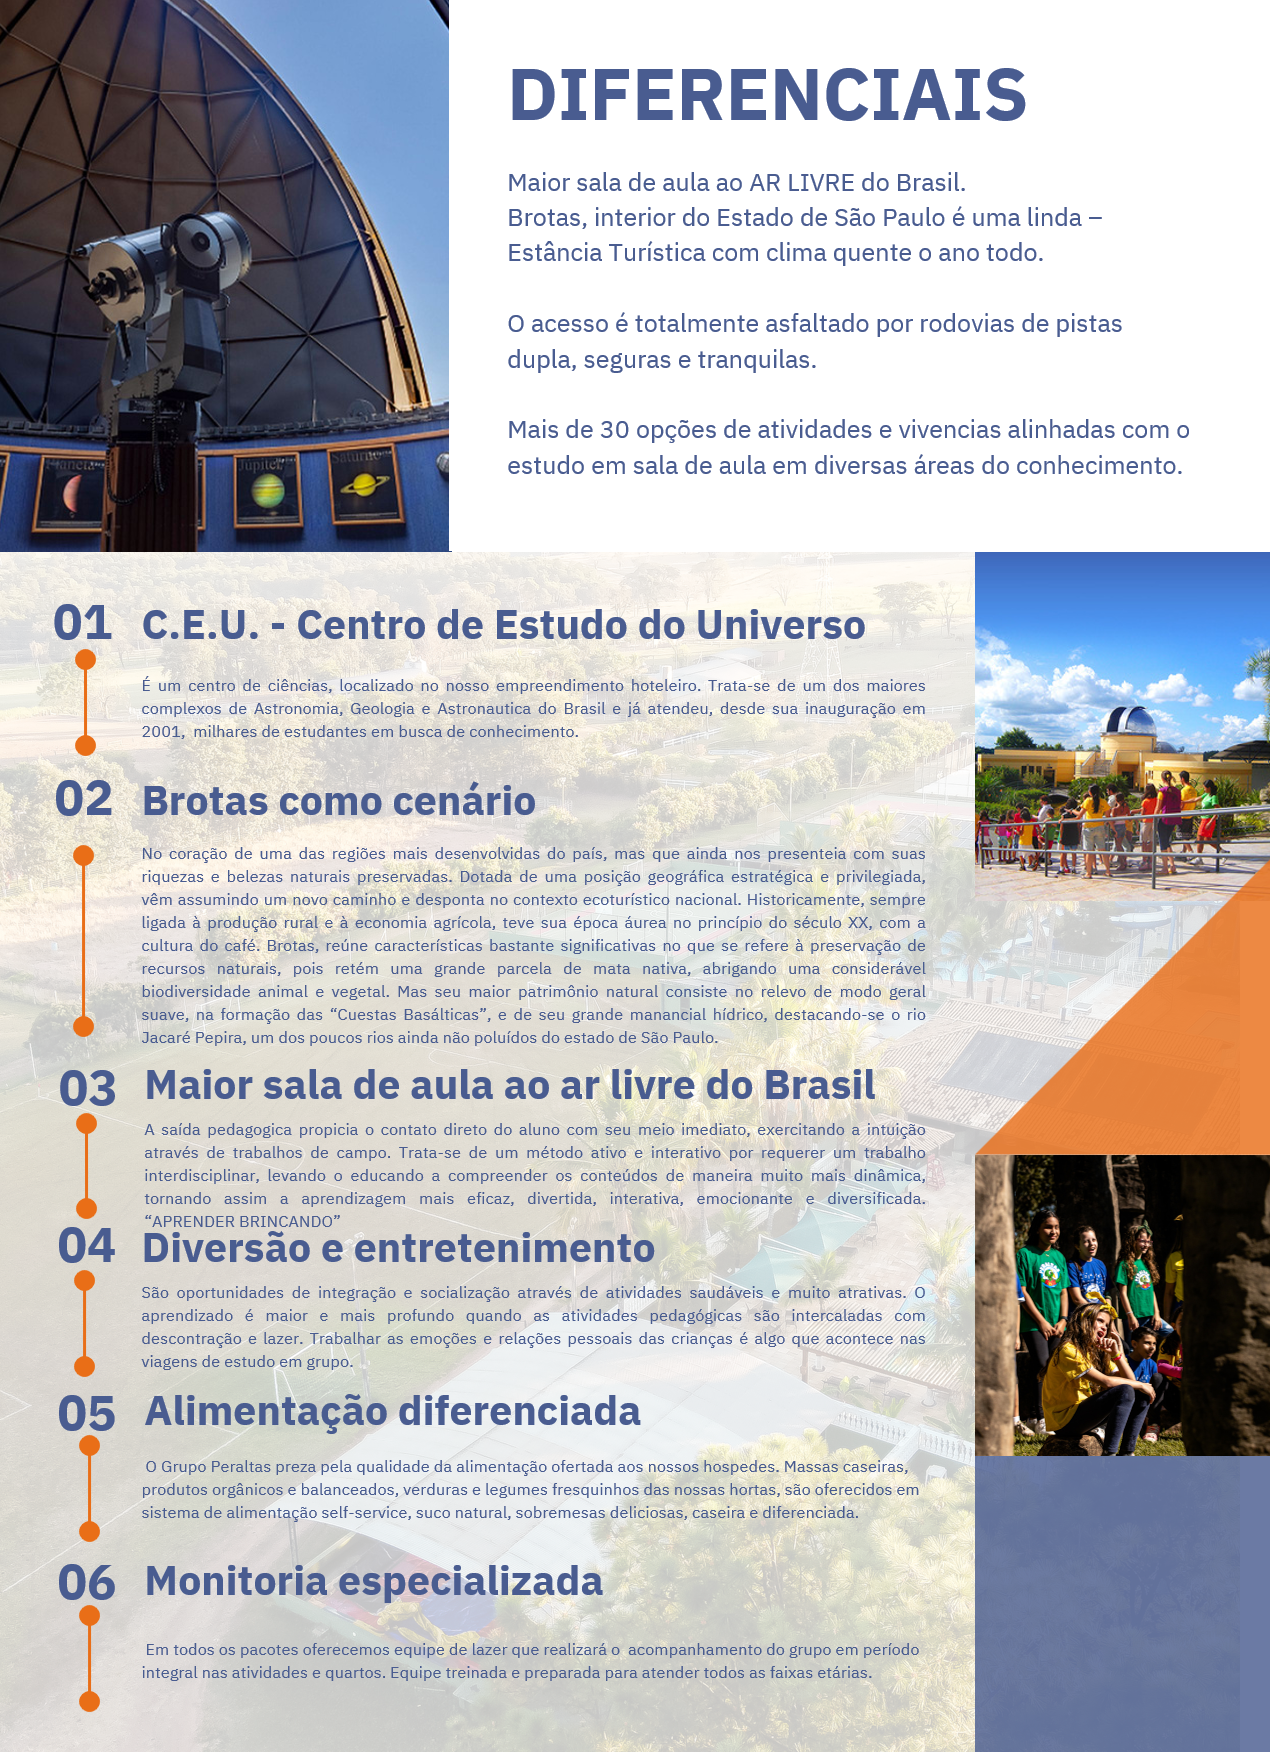 DIFERENCIAIS
Maior sala de aula ao AR LIVRE do Brasil.
Brotas, interior do Estado de São Paulo é uma linda –
Estância Turística com clima quente o ano todo.
O acesso é totalmente asfaltado por rodovias de pistas
dupla, seguras e tranquilas.
Mais de 30 opções de atividades e vivencias alinhadas com o
estudo em sala de aula em diversas áreas do conhecimento.
Planeta
Júpiter
Saturno
01 C.E.U. - Centro de Estudo do Universo
É um centro de ciências, localizado no nosso empreendimento hoteleiro. Trata-se de um dos maiores
complexos de Astronomia, Geologia e Astronautica do Brasil e já atendeu, desde sua inauguração em
2001, milhares de estudantes em busca de conhecimento.
02 Brotas como cenário
No coração de uma das regiões mais desenvolvidas do país, mas que ainda nos presenteia com suas
riquezas e belezas naturais preservadas. Dotada de uma posição geográfica estratégica e privilegiada,
vêm assumindo um novo caminho e desponta no contexto ecoturístico nacional. Historicamente, sempre
ligada à produção rural e à economia agrícola, teve sua época áurea no princípio do século XX, com a
cultura do café. Brotas, reúne características bastante significativas no que se refere à preservação de
recursos naturais, pois retém uma grande parcela de mata nativa, abrigando uma considerável
biodiversidade animal e vegetal. Mas seu maior patrimônio natural consiste no relevo de modo geral
suave, na formação das “Cuestas Basálticas”, e de seu grande manancial hídrico, destacando-se o rio
Jacaré Pepira, um dos poucos rios ainda não poluídos do estado de São Paulo.
03 Maior sala de aula ao ar livre do Brasil
A saída pedagogica propicia o contato direto do aluno com seu meio imediato, exercitando a intuição
através de trabalhos de campo. Trata-se de um método ativo e interativo por requerer um trabalho
interdisciplinar, levando o educando a compreender os conteúdos de maneira muito mais dinâmica,
tornando assim a aprendizagem mais eficaz, divertida, interativa, emocionante e diversificada.
“APRENDER BRINCANDO”
04 Diversão e entretenimento
São oportunidades de integração e socialização através de atividades saudáveis e muito atrativas. O
aprendizado é maior e mais profundo quando as atividades pedagógicas são intercaladas com
descontração e lazer. Trabalhar as emoções e relações pessoais das crianças é algo que acontece nas
viagens de estudo em grupo.
05 Alimentação diferenciada
O Grupo Peraltas preza pela qualidade da alimentação ofertada aos nossos hospedes. Massas caseiras,
produtos orgânicos e balanceados, verduras e legumes fresquinhos das nossas hortas, são oferecidos em
sistema de alimentação self-service, suco natural, sobremesas deliciosas, caseira e diferenciada.
06 Monitoria especializada
Em todos os pacotes oferecemos equipe de lazer que realizará o acompanhamento do grupo em período
integral nas atividades e quartos. Equipe treinada e preparada para atender todos as faixas etárias.